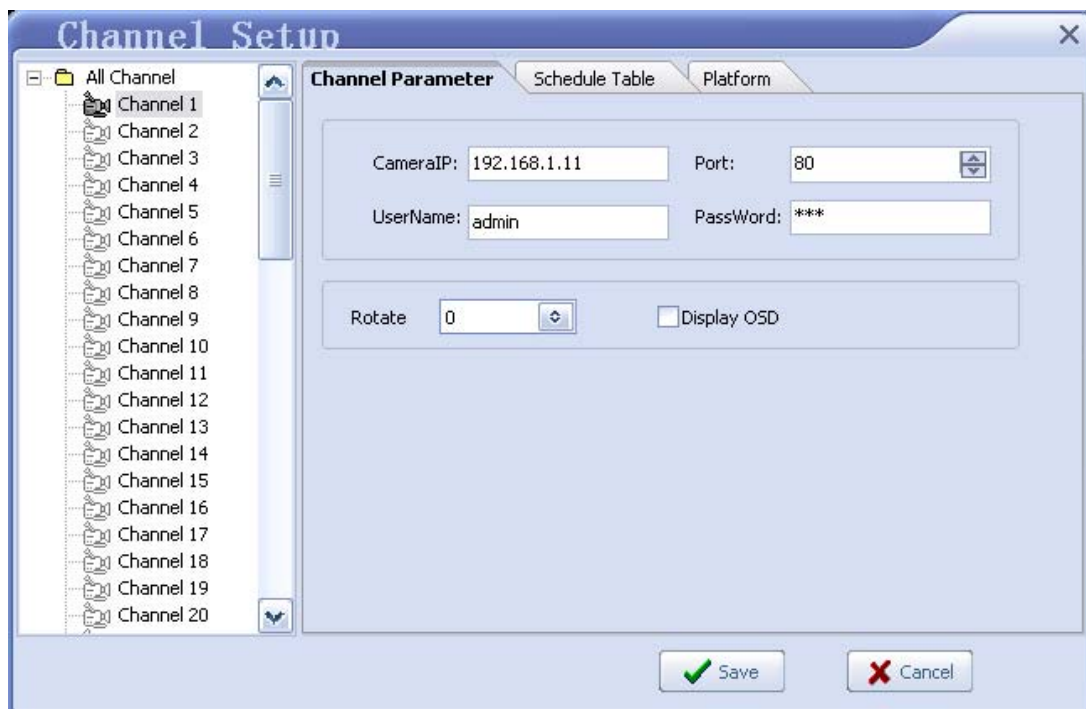 Channel Setup
All Channel
Channel 1
Channel 2
Channel 3
Channel 4
Channel 5
Channel 6
Channel 7
Channel 8
Channel 9
Channel 10
Channel 11
Channel 12
Channel 13
Channel 14
Channel 15
Channel 16
Channel 17
Channel 18
Channel 19
Channel 20
Channel Parameter Schedule Table Platform
CameraIP: 192.168.1.11 Port: 80
UserName: admin PassWord: ***
Rotate 0 Display OSD
Save Cancel